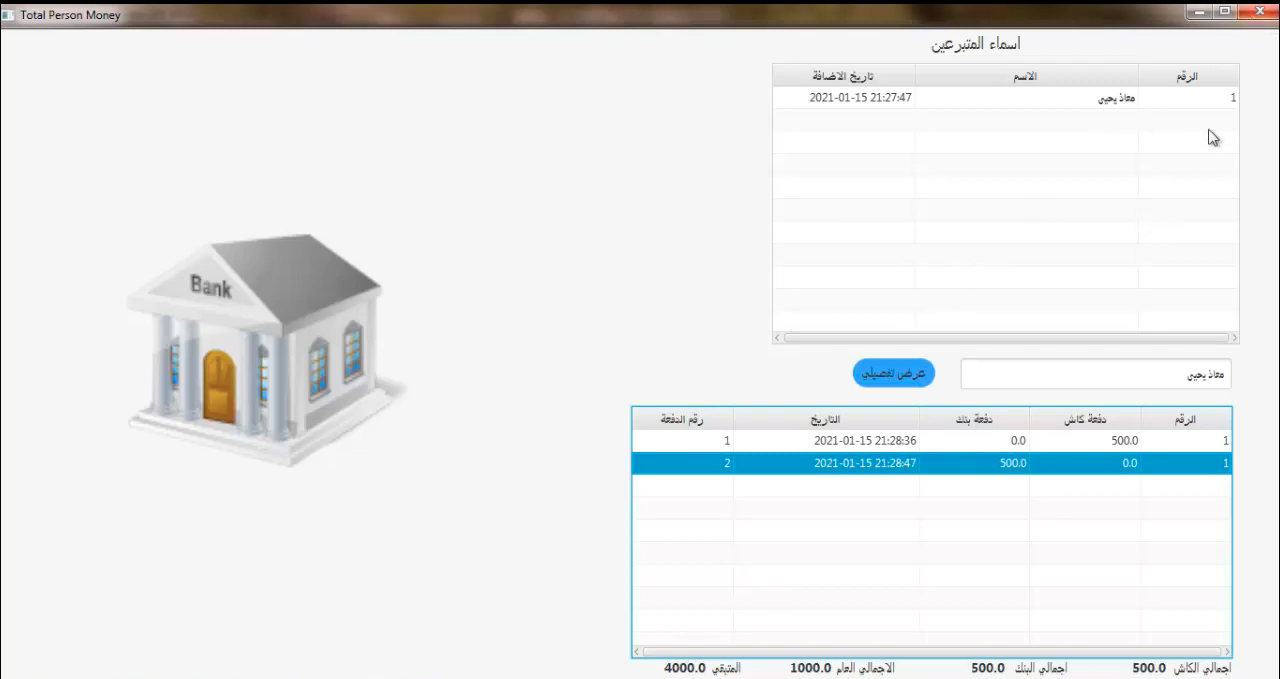 Total Person Money
اسماء المتبرعين
الرقم الاسم تاريخ الاضافة
1 معاذ يحيى 2021-01-15 21:27:47
Bank
معاذ يحيى عرض تفصيلي
الرقم دفعة كاش دفعة بنك التاريخ رقم الدفعة
1 500.0 0.0 2021-01-15 21:28:36 1
1 0.0 500.0 2021-01-15 21:28:47 2
اجمالي الكاش 500.0 اجمالي البنك 500.0 الاجمالي العام 1000.0 المتبقي 4000.0